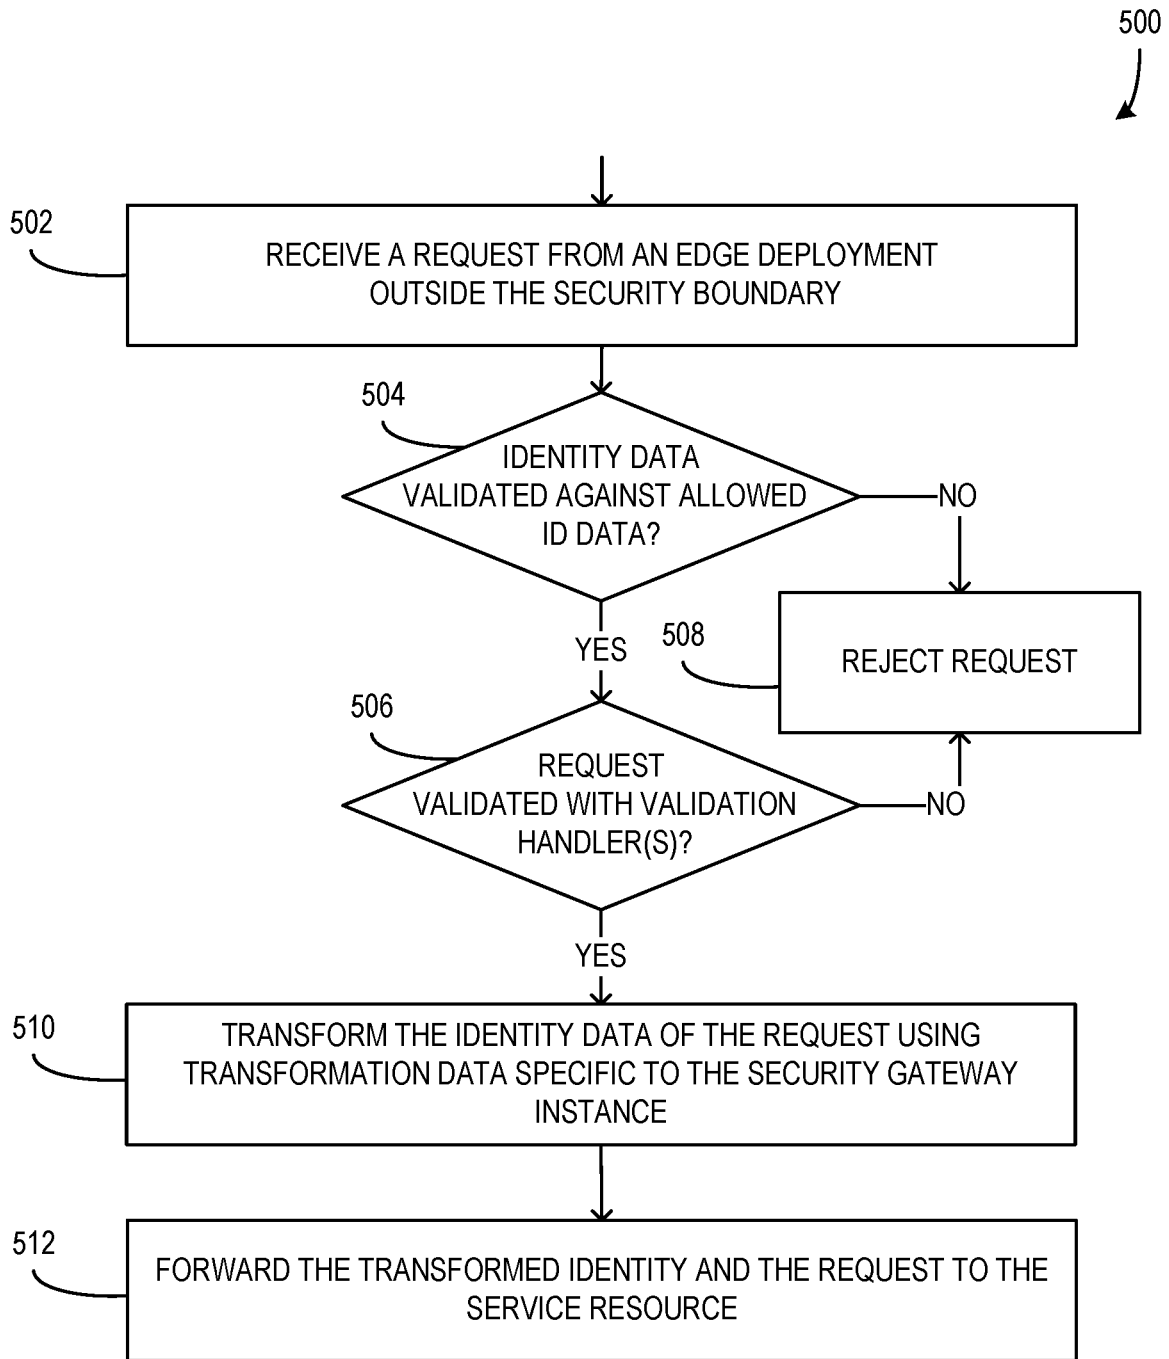 500
502
RECEIVE A REQUEST FROM AN EDGE DEPLOYMENT
OUTSIDE THE SECURITY BOUNDARY
504
IDENTITY DATA
VALIDATED AGAINST ALLOWED
ID DATA?
NO
YES
508
REJECT REQUEST
506
REQUEST
VALIDATED WITH VALIDATION
HANDLER(S)?
NO
YES
510
TRANSFORM THE IDENTITY DATA OF THE REQUEST USING
TRANSFORMATION DATA SPECIFIC TO THE SECURITY GATEWAY
INSTANCE
512
FORWARD THE TRANSFORMED IDENTITY AND THE REQUEST TO THE
SERVICE RESOURCE